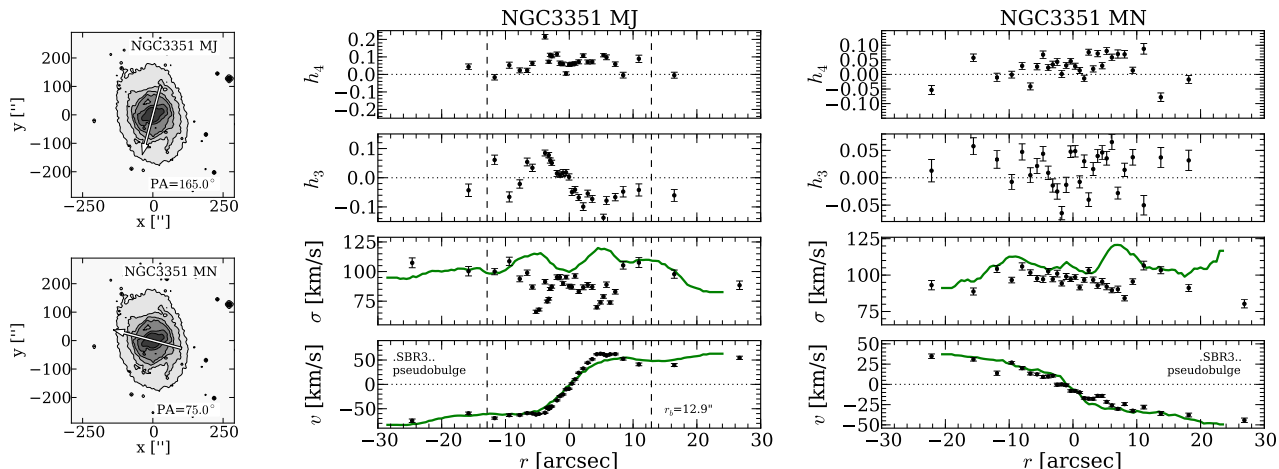 NGC3351 MJ
200
100
0
−100
−200
y ["]
PA=165.0°
−250 0 250
x ["]
NGC3351 MN
200
100
0
−100
−200
y ["]
PA=75.0°
−250 0 250
x ["]
NGC3351 MJ
0.2
0.1
0.0
−0.1
−0.2
h₄
0.1
0.0
−0.1
h₃
125
100
75
σ [km/s]
50
0
−50
v [km/s]
.SBR3..
pseudobulge
r_b=12.9"
−30 −20 −10 0 10 20 30
r [arcsec]
NGC3351 MN
0.10
0.05
0.00
−0.05
−0.10
h₄
0.05
0.00
−0.05
h₃
125
100
75
σ [km/s]
50
25
0
−25
−50
v [km/s]
.SBR3..
pseudobulge
−30 −20 −10 0 10 20 30
r [arcsec]